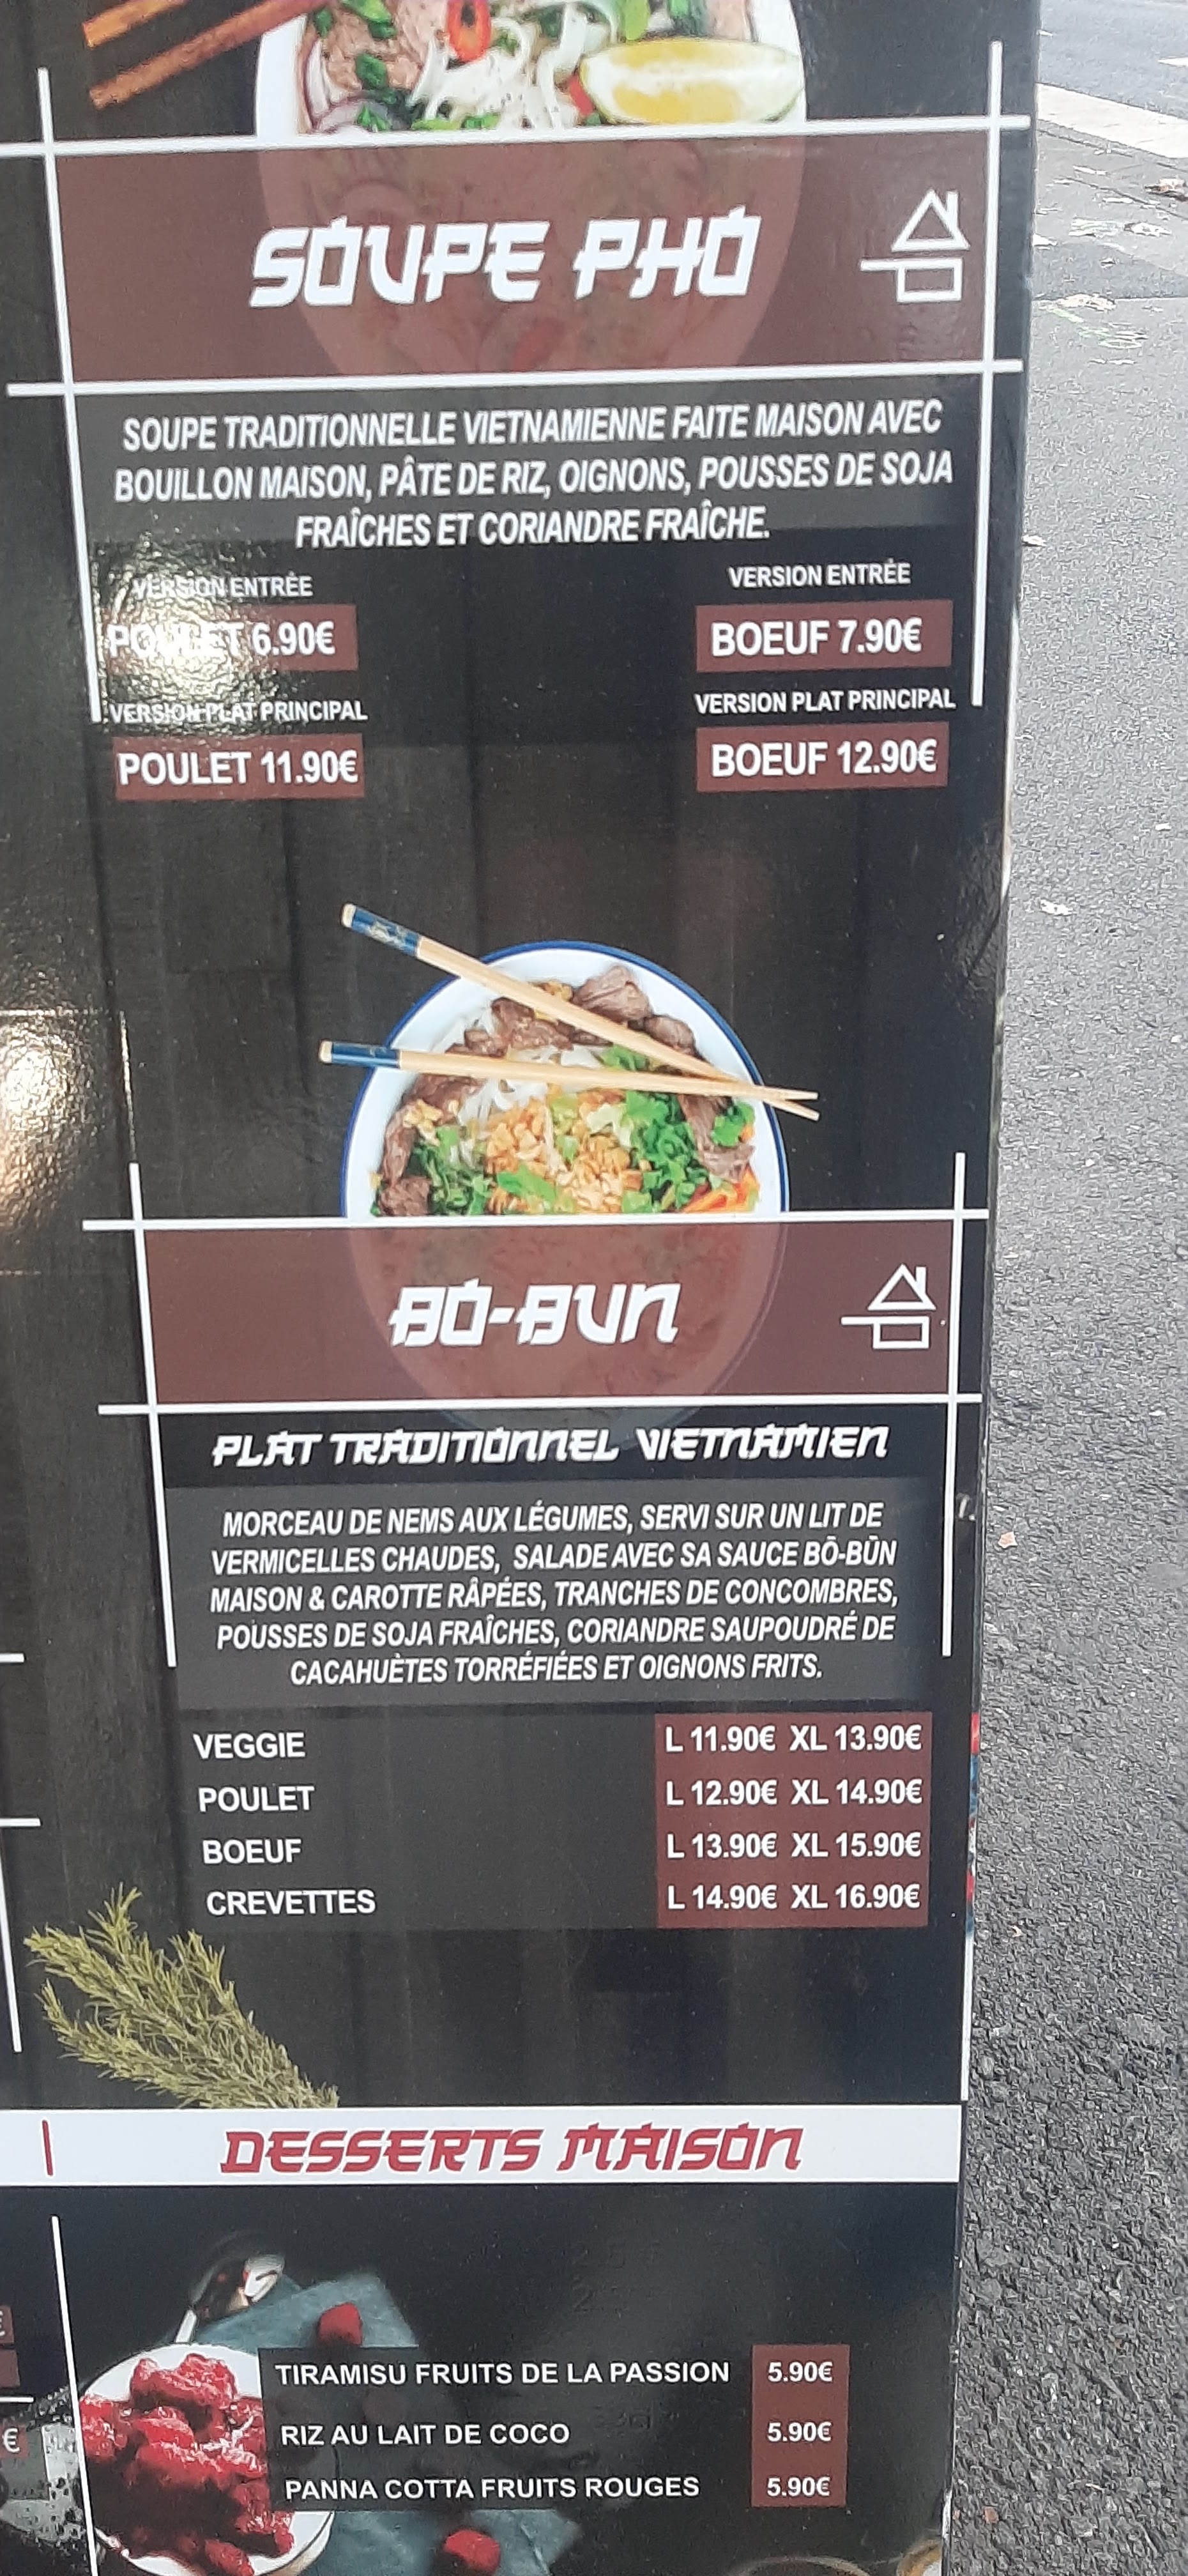 SOUPE PHO
SOUPE TRADITIONNELLE VIETNAMIENNE FAITE MAISON AVEC
BOUILLON MAISON, PÂTE DE RIZ, OIGNONS, POUSSES DE SOJA
FRAÎCHES ET CORIANDRE FRAÎCHE.
VERSION ENTRÉE
POULET 6.90€
VERSION PLAT PRINCIPAL
POULET 11.90€
VERSION ENTRÉE
BOEUF 7.90€
VERSION PLAT PRINCIPAL
BOEUF 12.90€
BO-BUN
PLAT TRADITIONNEL VIETNAMIEN
MORCEAU DE NEMS AUX LÉGUMES, SERVI SUR UN LIT DE
VERMICELLES CHAUDES, SALADE AVEC SA SAUCE BŌ-BŪN
MAISON & CAROTTE RÂPÉES, TRANCHES DE CONCOMBRES,
POUSSES DE SOJA FRAÎCHES, CORIANDRE SAUPOUDRÉ DE
CACAHUÈTES TORRÉFIÉES ET OIGNONS FRITS.
VEGGIE L 11.90€ XL 13.90€
POULET L 12.90€ XL 14.90€
BOEUF L 13.90€ XL 15.90€
CREVETTES L 14.90€ XL 16.90€
DESSERTS MAISON
TIRAMISU FRUITS DE LA PASSION 5.90€
RIZ AU LAIT DE COCO 5.90€
PANNA COTTA FRUITS ROUGES 5.90€
€